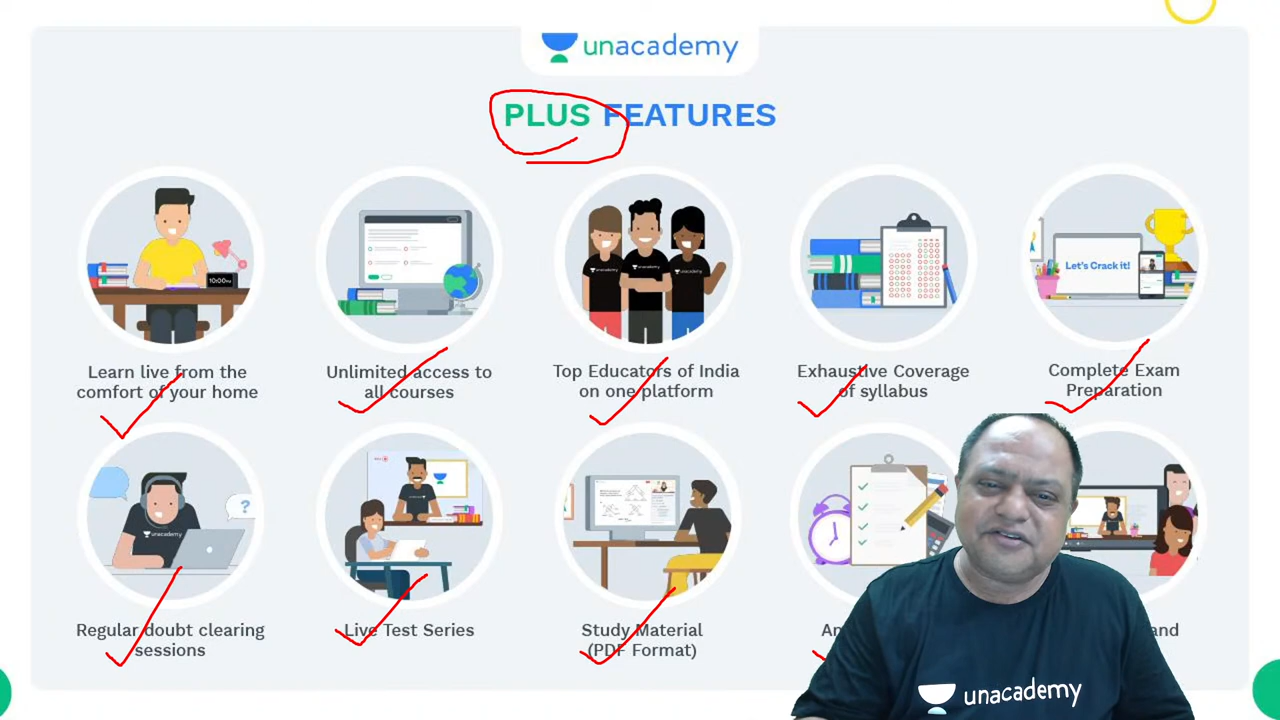 unacademy
PLUS FEATURES
10:00
unacademy
Let's Crack it!
Learn live from the
comfort of your home
Unlimited access to
all courses
Top Educators of India
on one platform
Exhaustive Coverage
of syllabus
Complete Exam
Preparation
?
unacademy
Regular doubt clearing
sessions
Live Test Series
Study Material
(PDF Format)
unacademy